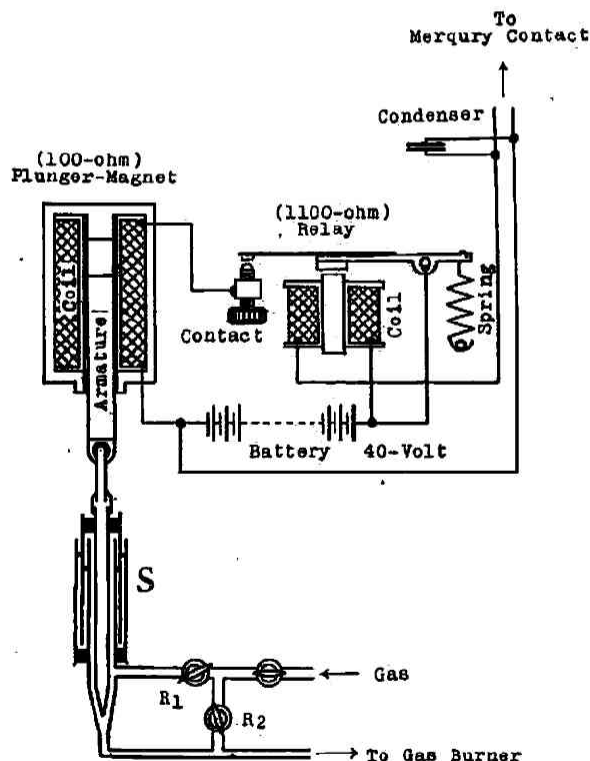 To
Merqury Contact
Condenser
(100-ohm)
Plunger-Magnet
(1100-ohm)
Relay
Coil
Contact
Coil
Spring
Armature
Battery 40-Volt
S
Gas
R1
R2
To Gas Burner